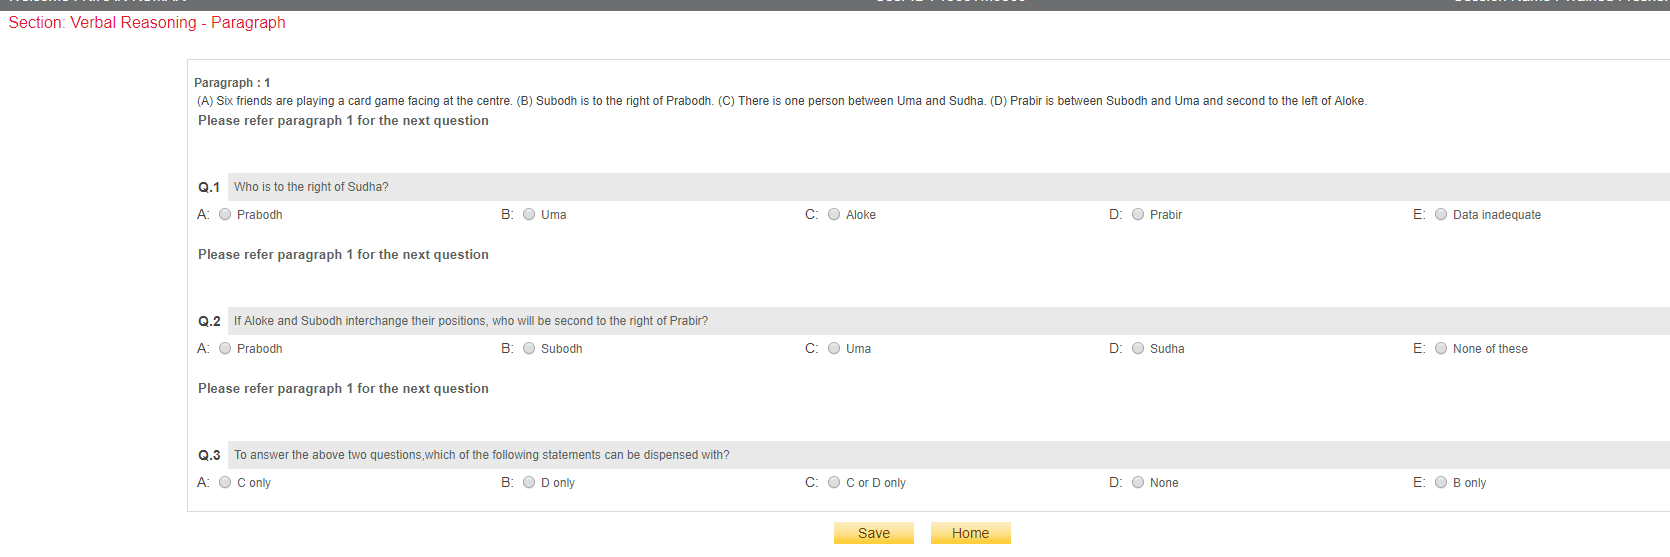 Section: Verbal Reasoning - Paragraph
Paragraph : 1
(A) Six friends are playing a card game facing at the centre. (B) Subodh is to the right of Prabodh. (C) There is one person between Uma and Sudha. (D) Prabir is between Subodh and Uma and second to the left of Aloke.
Please refer paragraph 1 for the next question
Q.1 Who is to the right of Sudha?
A: Prabodh B: Uma C: Aloke D: Prabir E: Data inadequate
Please refer paragraph 1 for the next question
Q.2 If Aloke and Subodh interchange their positions, who will be second to the right of Prabir?
A: Prabodh B: Subodh C: Uma D: Sudha E: None of these
Please refer paragraph 1 for the next question
Q.3 To answer the above two questions,which of the following statements can be dispensed with?
A: C only B: D only C: C or D only D: None E: B only
Save Home